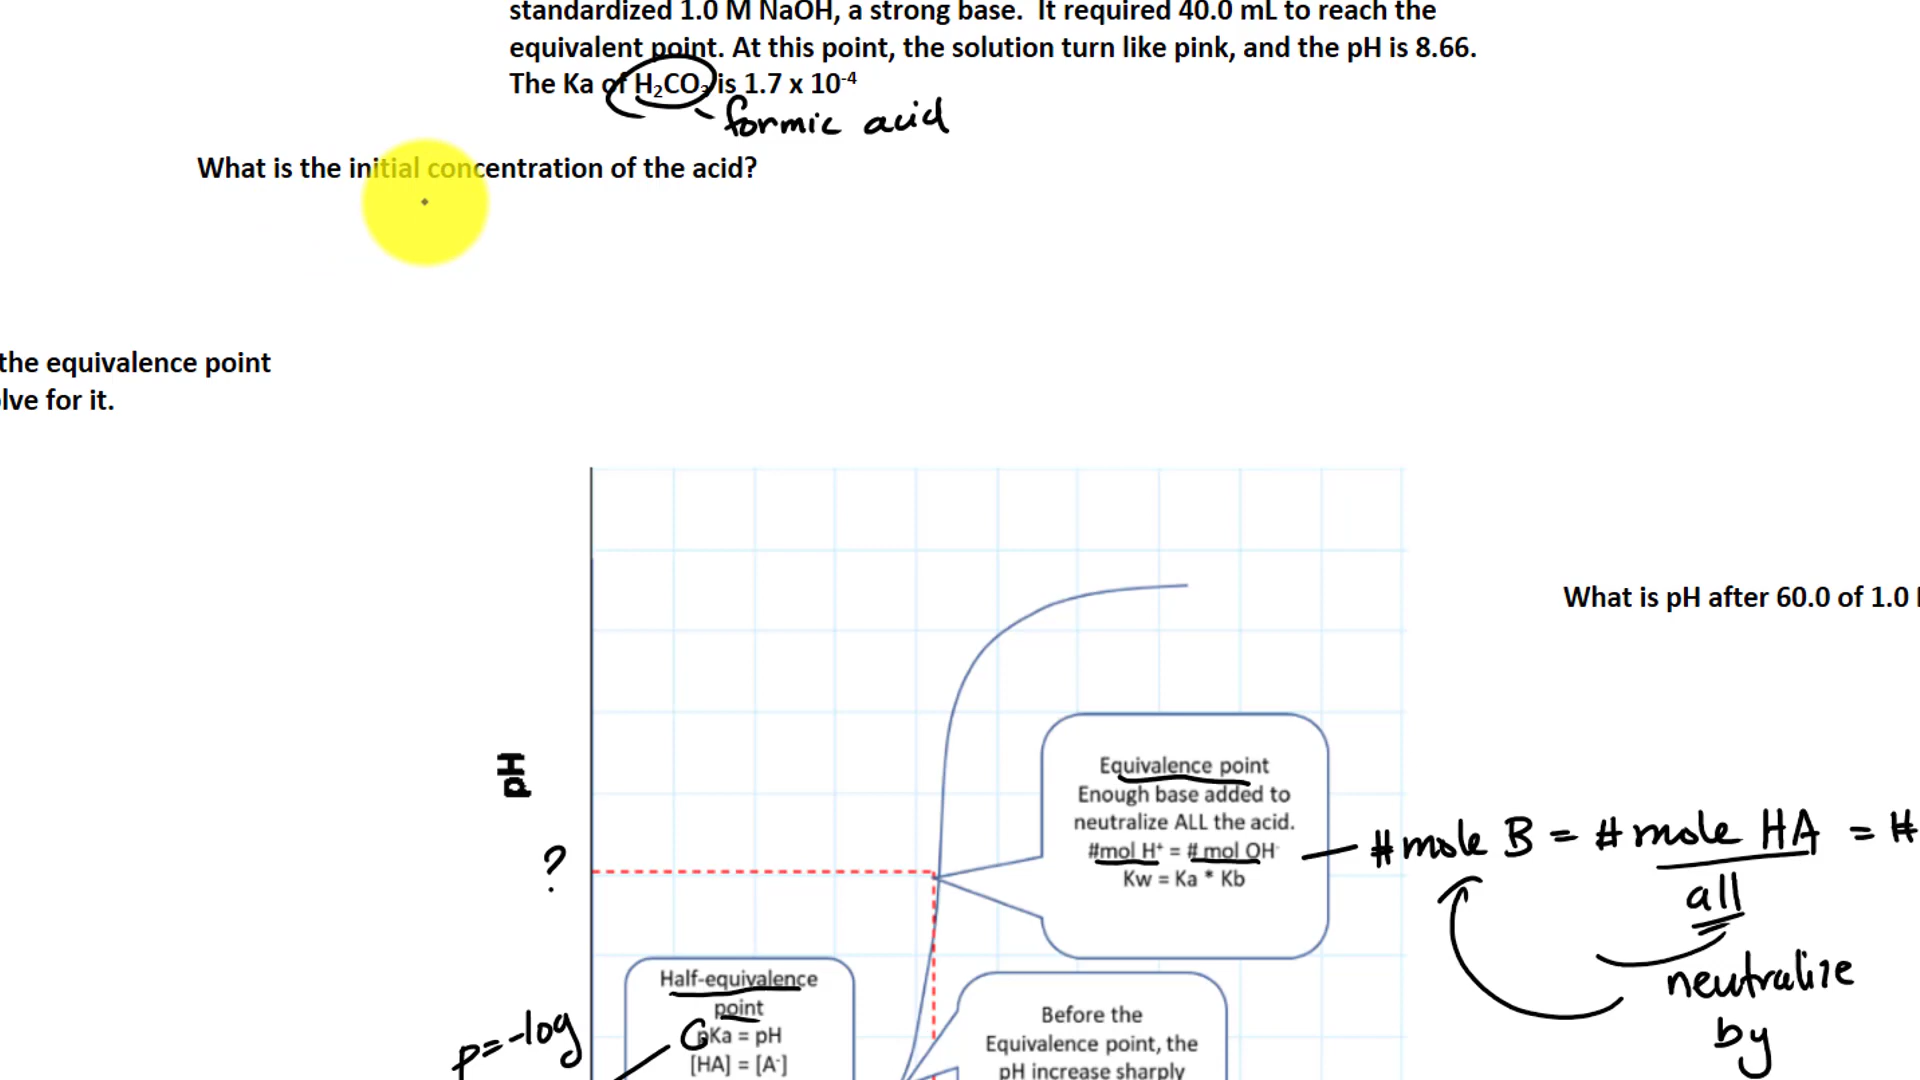 standardized 1.0 M NaOH, a strong base. It required 40.0 mL to reach the
equivalent point. At this point, the solution turn like pink, and the pH is 8.66.
The Ka of H₂CO₃ is 1.7 x 10⁻⁴
formic acid
What is the initial concentration of the acid?
the equivalence point
lve for it.
What is pH after 60.0 of 1.0
pH
?
Equivalence point
Enough base added to
neutralize ALL the acid.
#mol H⁺ = # mol OH⁻
Kw = Ka * Kb
#mole B = #mole HA = #
all
neutralize
by
Half-equivalence
point
pKa = pH
[HA] = [A⁻]
p=-log
Before the
Equivalence point, the
pH increase sharply